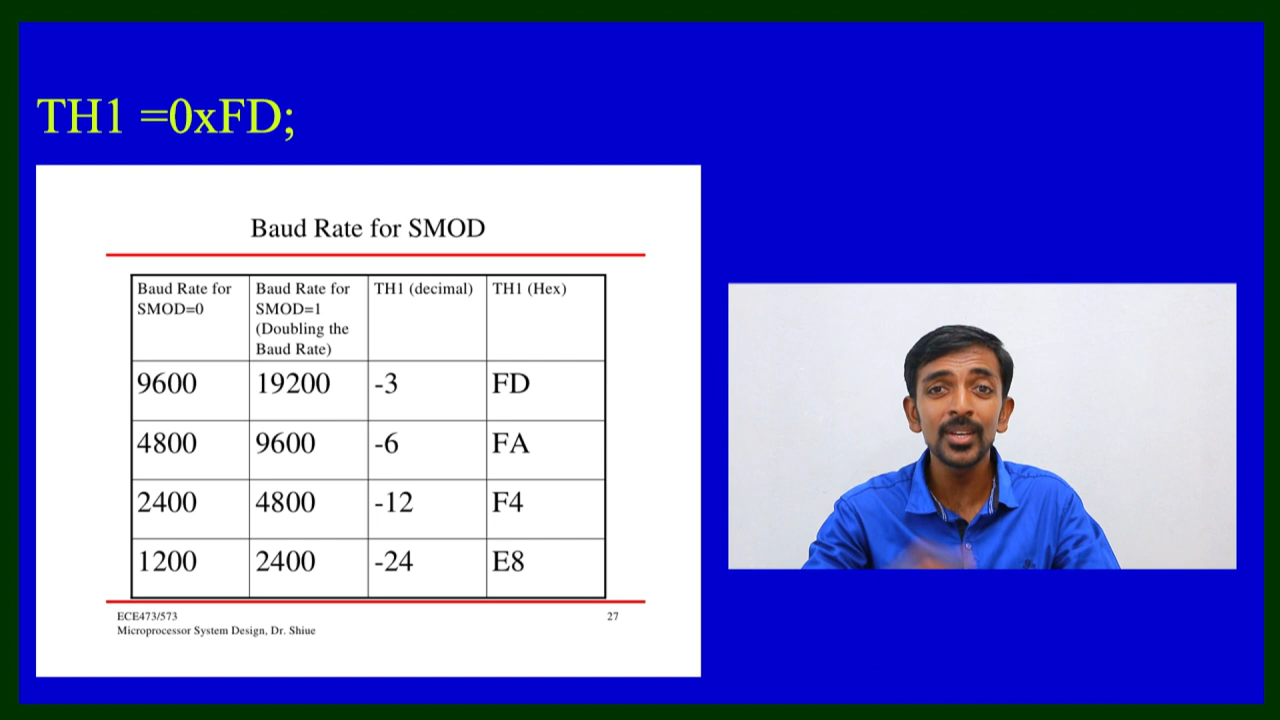 TH1 =0xFD;
Baud Rate for SMOD
Baud Rate for SMOD=0
Baud Rate for SMOD=1 (Doubling the Baud Rate)
TH1 (decimal)
TH1 (Hex)
9600 19200 -3 FD
4800 9600 -6 FA
2400 4800 -12 F4
1200 2400 -24 E8
ECE473/573
27
Microprocessor System Design, Dr. Shiue